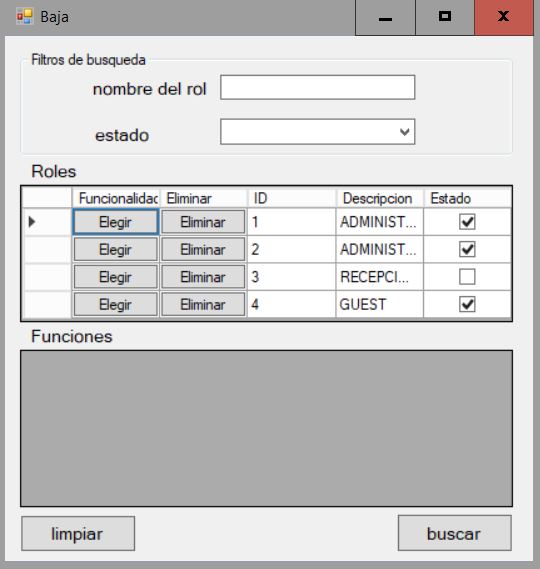 Baja
Filtros de busqueda
nombre del rol
estado
Roles
Funcionalidac Eliminar ID Descripcion Estado
Elegir Eliminar 1 ADMINIST...
Elegir Eliminar 2 ADMINIST...
Elegir Eliminar 3 RECEPCI...
Elegir Eliminar 4 GUEST
Funciones
limpiar buscar